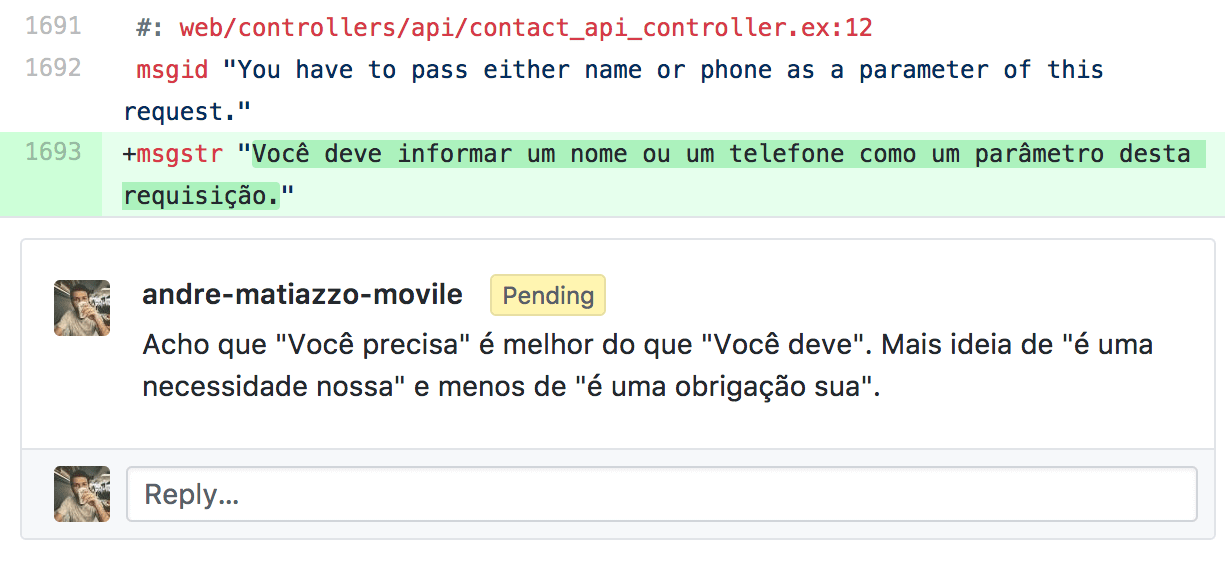 1691 #: web/controllers/api/contact_api_controller.ex:12
1692 msgid "You have to pass either name or phone as a parameter of this
request."
1693 +msgstr "Você deve informar um nome ou um telefone como um parâmetro desta
requisição."
andre-matiazzo-movile Pending
Acho que "Você precisa" é melhor do que "Você deve". Mais ideia de "é uma
necessidade nossa" e menos de "é uma obrigação sua".
Reply...